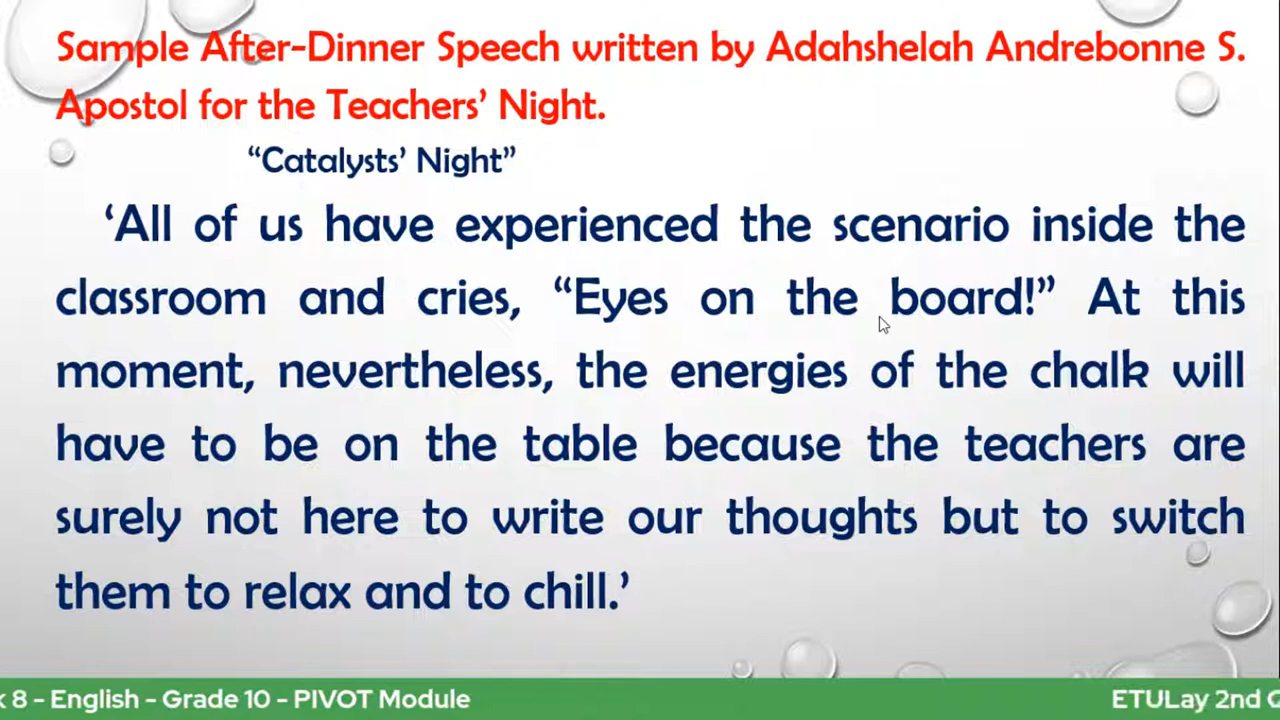 Sample After-Dinner Speech written by Adahshelah Andrebonne S.
Apostol for the Teachers’ Night.
“Catalysts’ Night”
‘All of us have experienced the scenario inside the
classroom and cries, “Eyes on the board!” At this
moment, nevertheless, the energies of the chalk will
have to be on the table because the teachers are
surely not here to write our thoughts but to switch
them to relax and to chill.’
8 – English – Grade 10 – PIVOT Module
ETULay 2nd